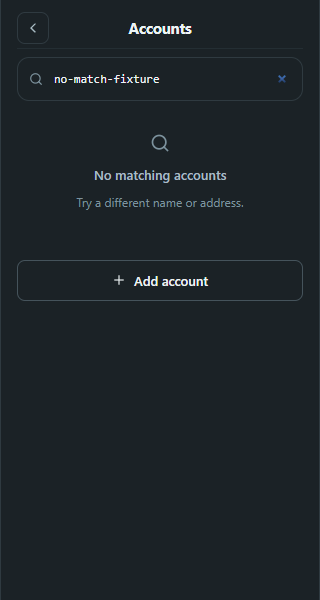 Accounts
no-match-fixture
No matching accounts
Try a different name or address.
Add account